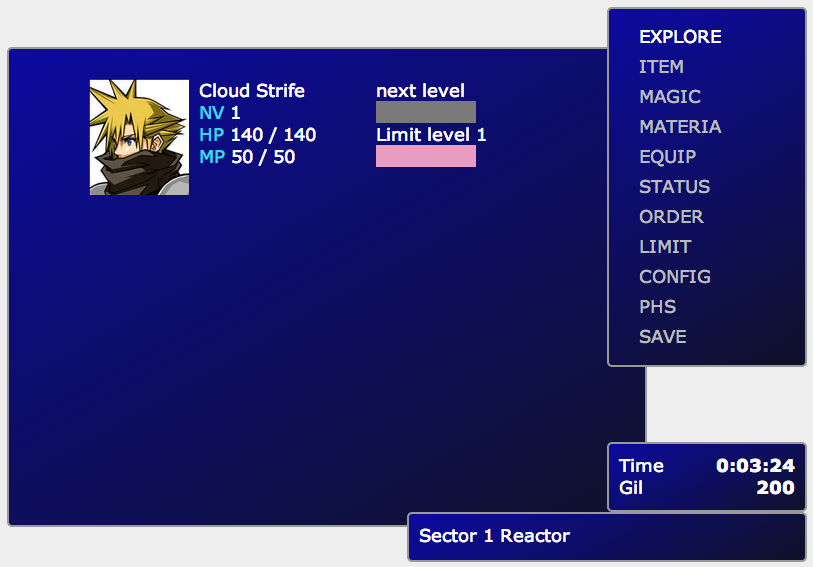 Cloud Strife
NV 1
HP 140 / 140
MP 50 / 50
next level
Limit level 1
EXPLORE
ITEM
MAGIC
MATERIA
EQUIP
STATUS
ORDER
LIMIT
CONFIG
PHS
SAVE
Time 0:03:24
Gil 200
Sector 1 Reactor